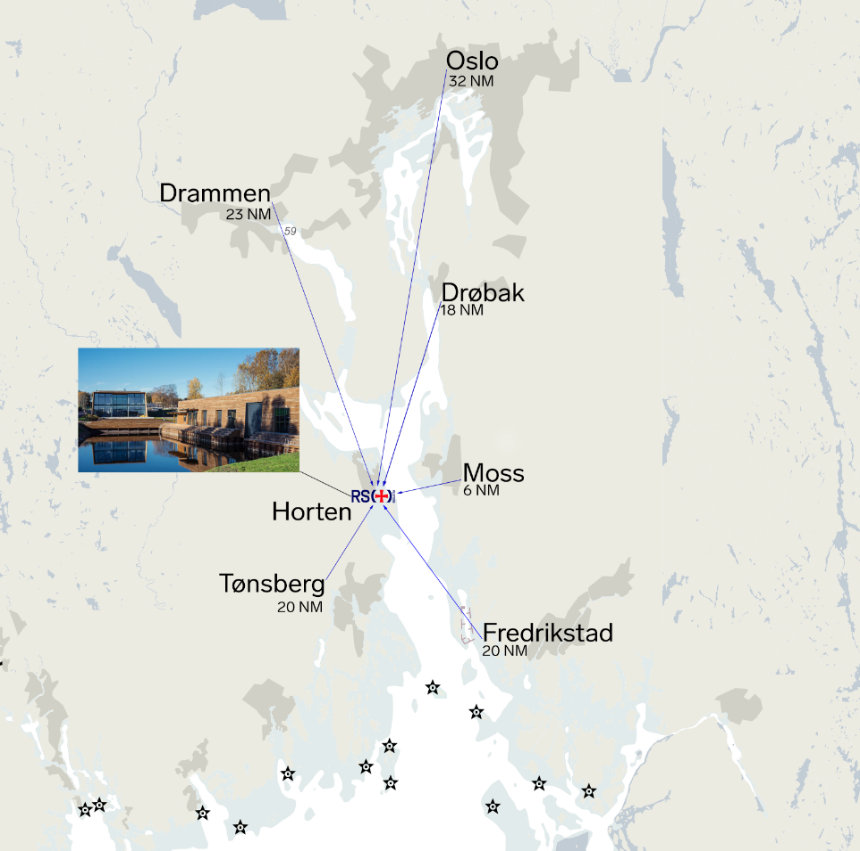 Oslo
32 NM
Drammen
23 NM
59
Drøbak
18 NM
Moss
6 NM
RS
Horten
Tønsberg
20 NM
Fredrikstad
20 NM